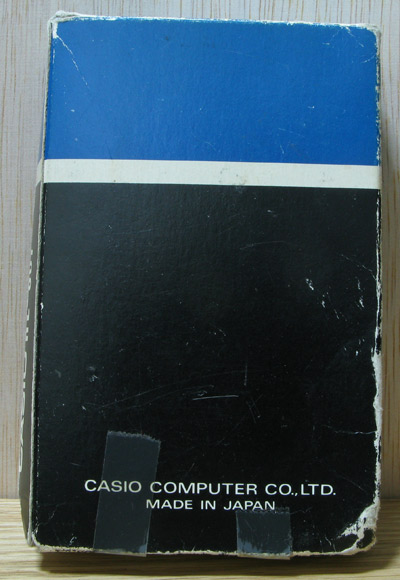 CASIO COMPUTER CO.,LTD.
MADE IN JAPAN